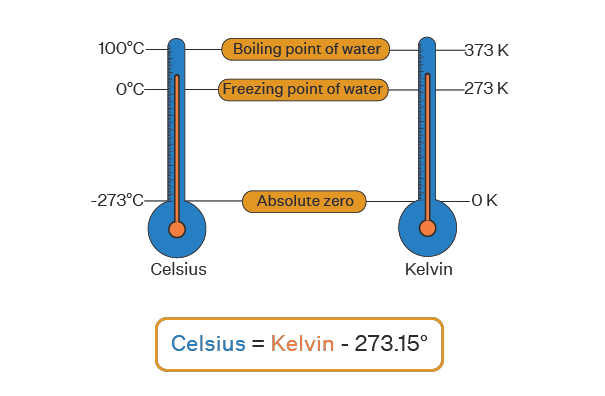 100°C Boiling point of water 373 K
0°C Freezing point of water 273 K
-273°C Absolute zero 0 K
Celsius Kelvin
Celsius = Kelvin - 273.15°